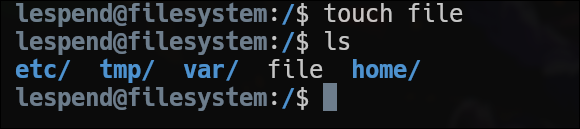 lespend@filesystem:/$ touch file
lespend@filesystem:/$ ls
etc/  tmp/  var/  file  home/
lespend@filesystem:/$